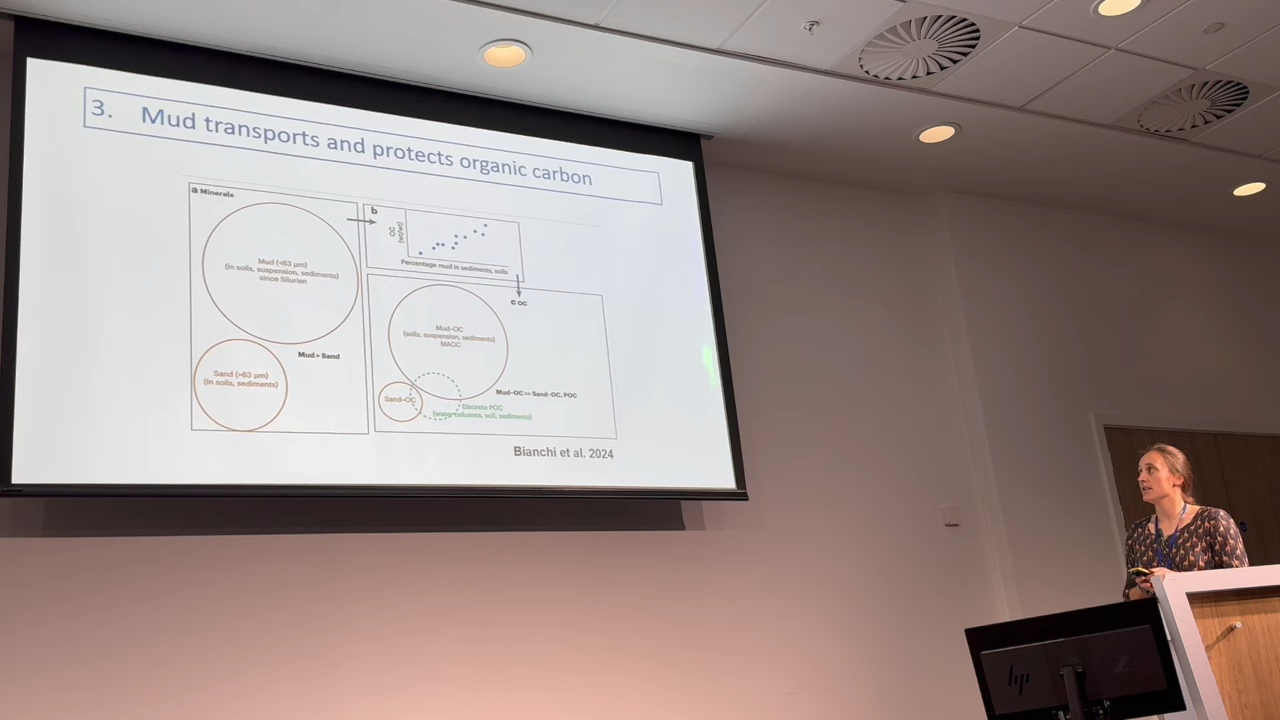 3. Mud transports and protects organic carbon
a Minerals
Mud (<63 μm)
(in soils, suspension, sediments)
since Silurian
Mud > Sand
Sand (>63 μm)
(in soils, sediments)
b
OC
(wt/wt)
Percentage mud in sediments, soils
c OC
Mud-OC
(soils, suspension, sediments)
MAOC
Sand-OC
Mud-OC >> Sand-OC, POC
Discrete POC
(water columns, soil, sediments)
Bianchi et al. 2024
hp
Z